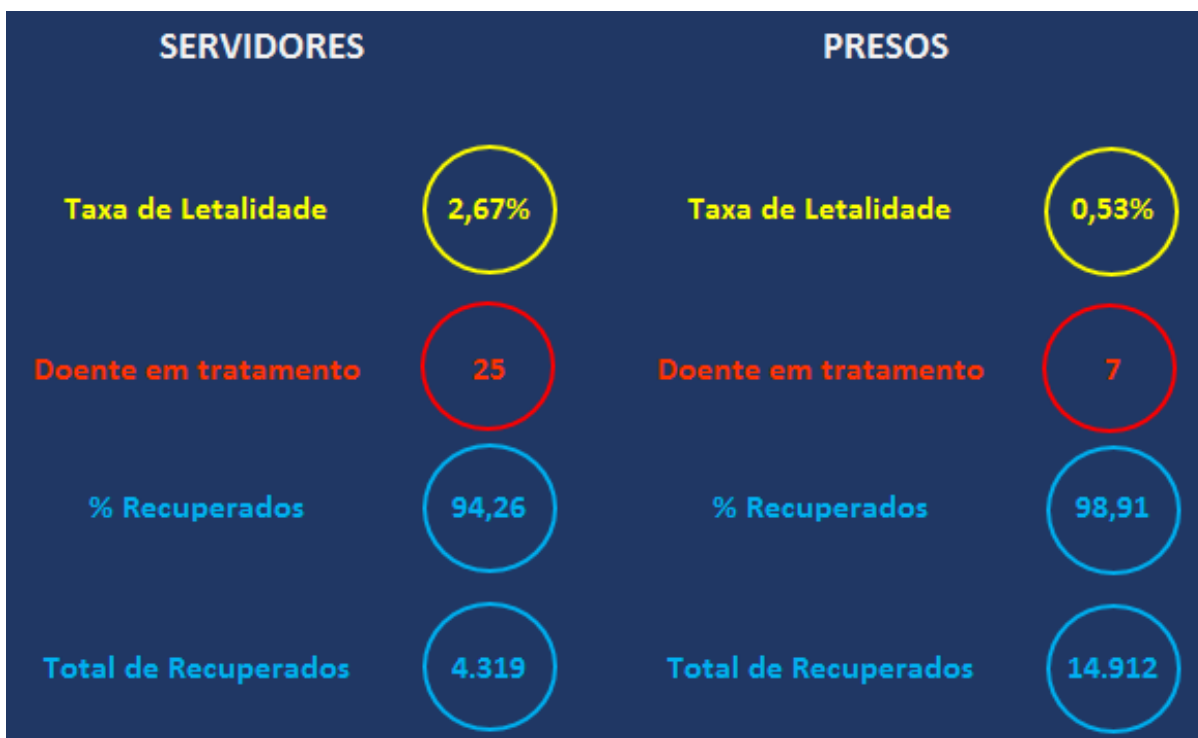 SERVIDORES
PRESOS
Taxa de Letalidade 2,67%
Taxa de Letalidade 0,53%
Doente em tratamento 25
Doente em tratamento 7
% Recuperados 94,26
% Recuperados 98,91
Total de Recuperados 4.319
Total de Recuperados 14.912